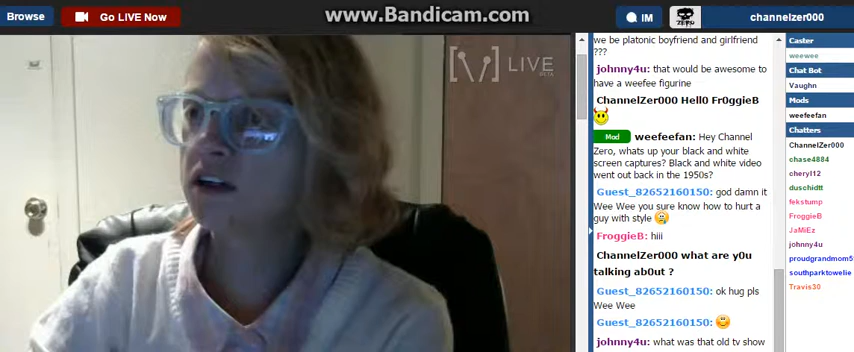 www.Bandicam.com
Browse
Go LIVE Now
IM
ZERO
channelzer000
LIVE
BETA
we be platonic boyfriend and girlfriend
???
johnny4u: that would be awesome to
have a weefee figurine
ChannelZer000 Hell0 Fr0ggieB
Mod weefeefan: Hey Channel
Zero, whats up your black and white
screen captures? Black and white video
went out back in the 1950s?
Guest_82652160150: god damn it
Wee Wee you sure know how to hurt a
guy with style
FroggieB: hiii
ChannelZer000 what are y0u
talking ab0ut ?
Guest_82652160150: ok hug pls
Wee Wee
Guest_82652160150:
johnny4u: what was that old tv show
Caster
weewee
Chat Bot
Vaughn
Mods
weefeefan
Chatters
ChannelZer000
chase4884
cheryl12
duschidtt
fekstump
FroggieB
JaMiEz
johnny4u
proudgrandmom5
southparktowelie
Travis30